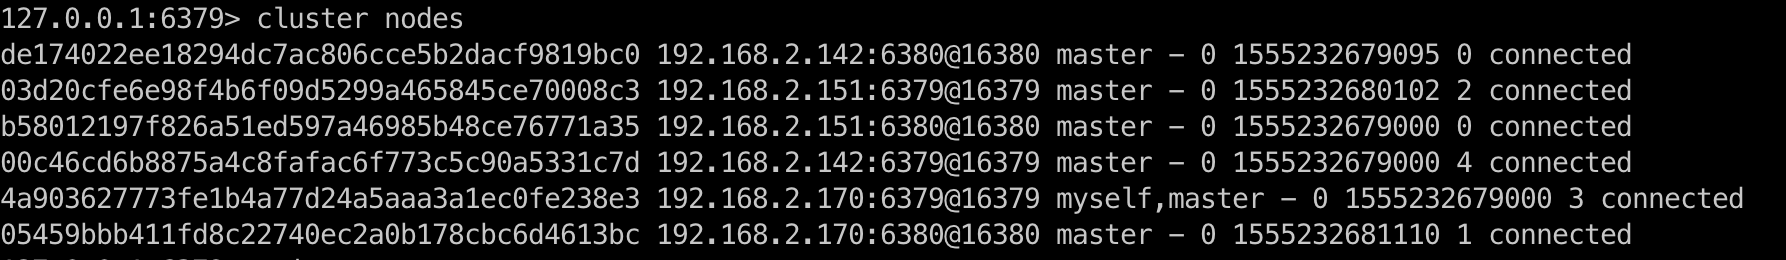 127.0.0.1:6379> cluster nodes
de174022ee18294dc7ac806cce5b2dacf9819bc0 192.168.2.142:6380@16380 master - 0 1555232679095 0 connected
03d20cfe6e98f4b6f09d5299a465845ce70008c3 192.168.2.151:6379@16379 master - 0 1555232680102 2 connected
b58012197f826a51ed597a46985b48ce76771a35 192.168.2.151:6380@16380 master - 0 1555232679000 0 connected
00c46cd6b8875a4c8fafac6f773c5c90a5331c7d 192.168.2.142:6379@16379 master - 0 1555232679000 4 connected
4a903627773fe1b4a77d24a5aaa3a1ec0fe238e3 192.168.2.170:6379@16379 myself,master - 0 1555232679000 3 connected
05459bbb411fd8c22740ec2a0b178cbc6d4613bc 192.168.2.170:6380@16380 master - 0 1555232681110 1 connected